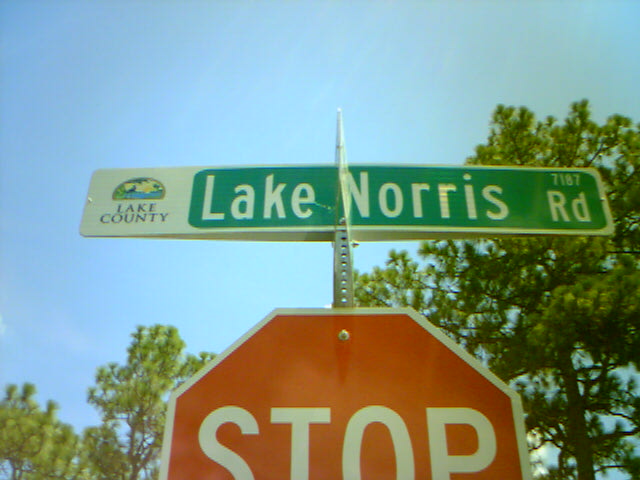 LAKE
COUNTY
Lake Norris Rd
7187
STOP